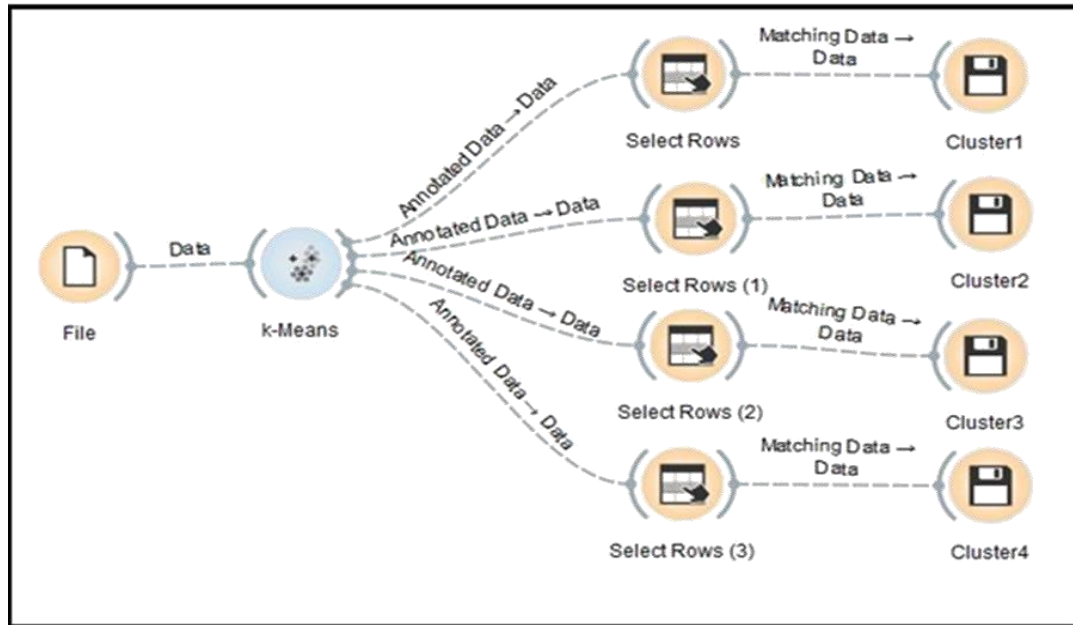 Matching Data →
Data
Annotated Data → Data
Select Rows
Cluster1
Matching Data →
Data
Annotated Data → Data
Data
Select Rows (1)
Cluster2
Annotated Data → Data
File
k-Means
Matching Data →
Data
Annotated Data → Data
Select Rows (2)
Cluster3
Matching Data →
Data
Select Rows (3)
Cluster4